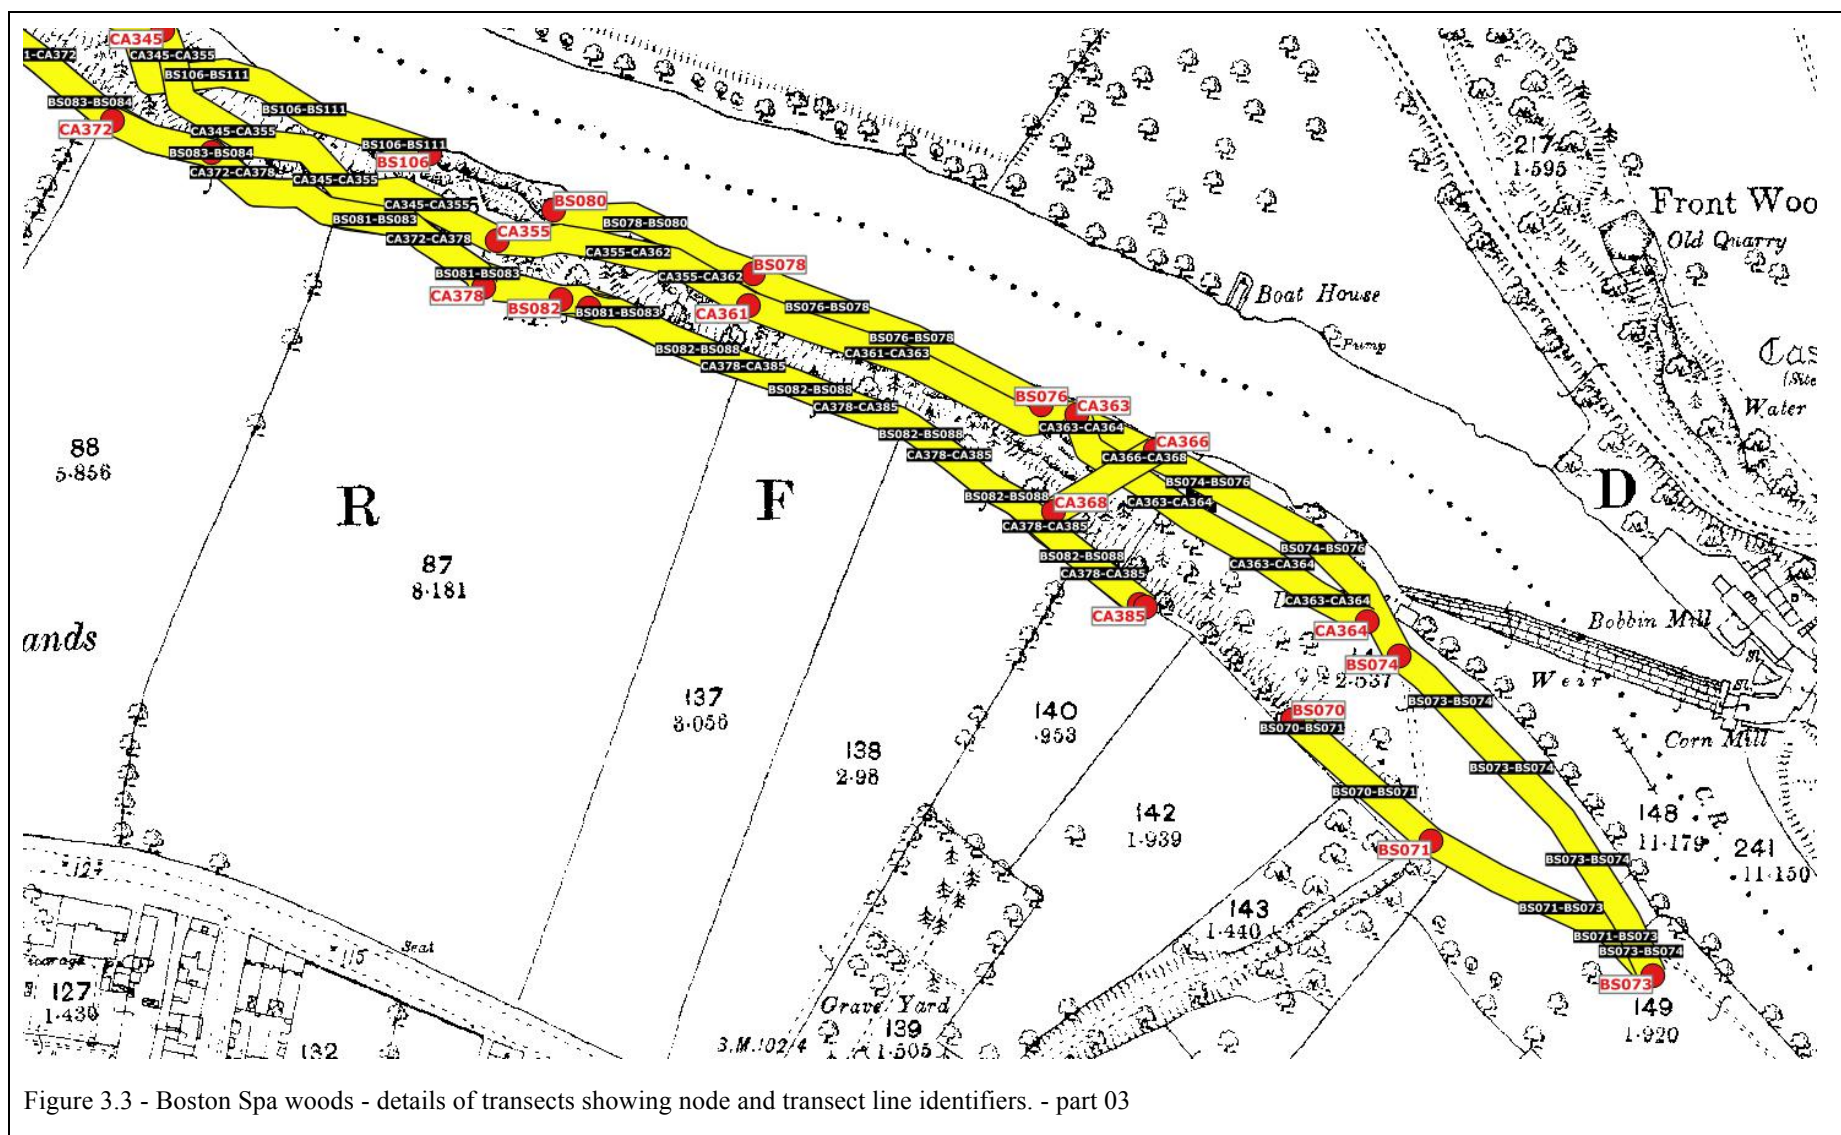 CA345
1-CA372
CA345-CA355
BS106-BS111
BS083-BS084
BS106-BS111
CA372
CA345-CA355
BS106-BS111
BS083-BS084
BS106
CA372-CA378
CA345-CA355
217
1·595
CA345-CA355
BS080
Front Woo
BS081-BS083
BS078-BS080
CA355
CA372-CA378
Old Quarry
CA355-CA362
BS078
BS081-BS083
CA355-CA362
CA378
BS082
BS081-BS083
CA361
BS076-BS078
Boat House
BS076-BS078
Pump
BS082-BS088
CA361-CA363
Cas
CA378-CA385
(Site
BS082-BS088
BS076
CA363
Water
CA378-CA385
CA363-CA364
BS082-BS088
CA366
88
5·856
CA378-CA385
CA366-CA368
BS074-BS076
R
F
D
BS082-BS088
CA368
CA363-CA364
CA378-CA385
BS074-BS076
BS082-BS088
87
8·181
CA378-CA385
CA363-CA364
CA363-CA364
CA385
CA364
Bobbin Mill
ands
BS074
2·537
Weir
137
3·056
BS073-BS074
BS070
BS070-BS071
140
·953
Corn Mill
138
2·98
BS073-BS074
BS070-BS071
C.R.
142
1·939
148
11·179
BS071
241
11·150
BS073-BS074
124
143
1·440
BS071-BS073
Seat
115
BS071-BS073
BS073-BS074
Garage
127
1·430
BS073
Grave Yard
149
1·920
139
1·505
132
B.M.102·4
Figure 3.3 - Boston Spa woods - details of transects showing node and transect line identifiers. - part 03